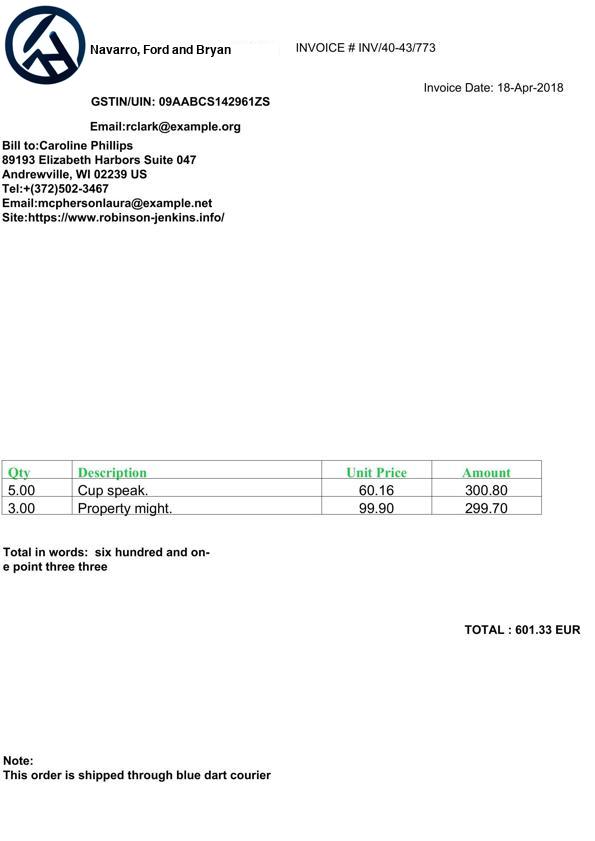 Navarro, Ford and Bryan
INVOICE # INV/40-43/773
Invoice Date: 18-Apr-2018
GSTIN/UIN: 09AABCS142961ZS
Email:rclark@example.org
Bill to:Caroline Phillips
89193 Elizabeth Harbors Suite 047
Andrewville, WI 02239 US
Tel:+(372)502-3467
Email:mcphersonlaura@example.net
Site:https://www.robinson-jenkins.info/
Qty Description Unit Price Amount
5.00 Cup speak. 60.16 300.80
3.00 Property might. 99.90 299.70
Total in words:  six hundred and on-
e point three three
TOTAL : 601.33 EUR
Note:
This order is shipped through blue dart courier